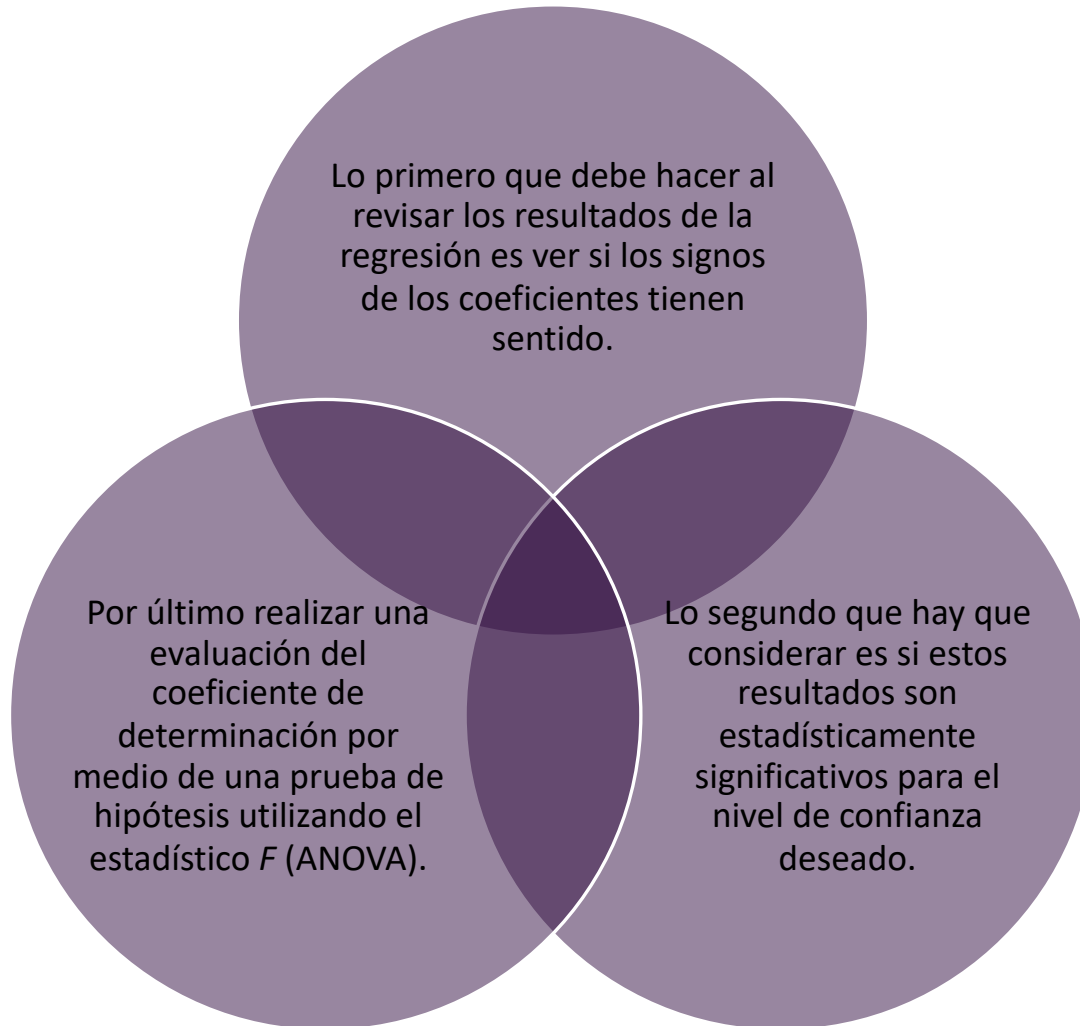 Lo primero que debe hacer al
revisar los resultados de la
regresión es ver si los signos
de los coeficientes tienen
sentido.
Lo segundo que hay que
considerar es si estos
resultados son
estadísticamente
significativos para el
nivel de confianza
deseado.
Por último realizar una
evaluación del
coeficiente de
determinación por
medio de una prueba de
hipótesis utilizando el
estadístico F (ANOVA).